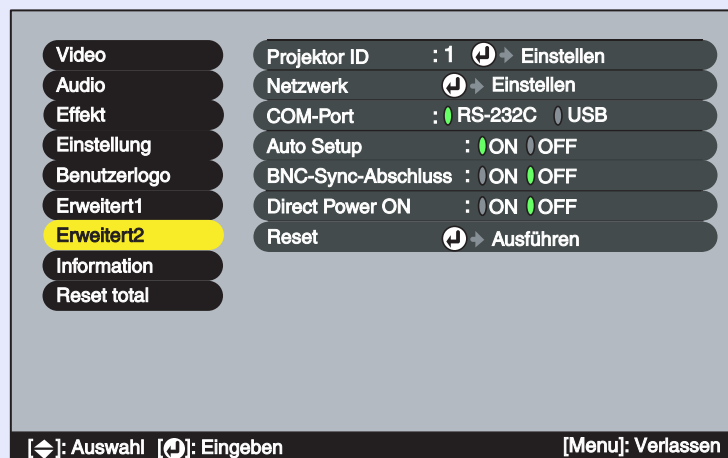 Video
Audio
Effekt
Einstellung
Benutzerlogo
Erweitert1
Erweitert2
Information
Reset total
Projektor ID : 1 Einstellen
Netzwerk Einstellen
COM-Port : RS-232C USB
Auto Setup : ON OFF
BNC-Sync-Abschluss : ON OFF
Direct Power ON : ON OFF
Reset Ausführen
[ ]: Auswahl [ ]: Eingeben [Menu]: Verlassen